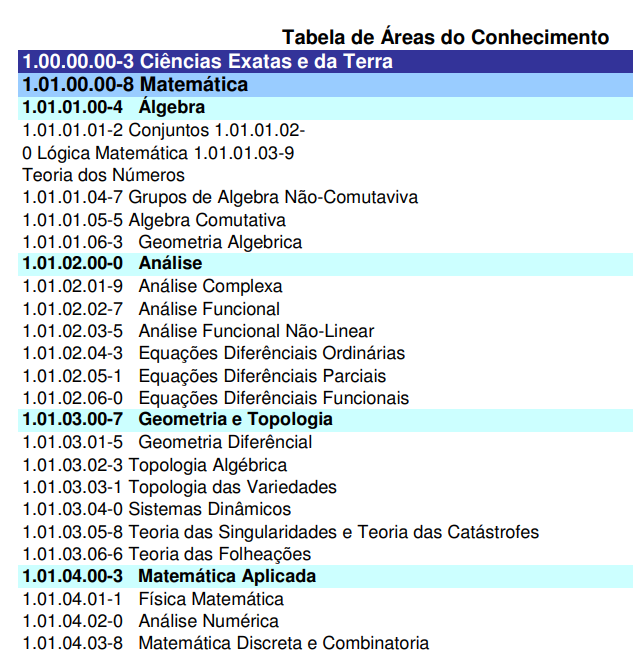 Tabela de Áreas do Conhecimento
1.00.00.00-3 Ciências Exatas e da Terra
1.01.00.00-8 Matemática
1.01.01.00-4 Álgebra
1.01.01.01-2 Conjuntos 1.01.01.02-
0 Lógica Matemática 1.01.01.03-9
Teoria dos Números
1.01.01.04-7 Grupos de Algebra Não-Comutaviva
1.01.01.05-5 Algebra Comutativa
1.01.01.06-3 Geometria Algebrica
1.01.02.00-0 Análise
1.01.02.01-9 Análise Complexa
1.01.02.02-7 Análise Funcional
1.01.02.03-5 Análise Funcional Não-Linear
1.01.02.04-3 Equações Diferênciais Ordinárias
1.01.02.05-1 Equações Diferênciais Parciais
1.01.02.06-0 Equações Diferênciais Funcionais
1.01.03.00-7 Geometria e Topologia
1.01.03.01-5 Geometria Diferêncial
1.01.03.02-3 Topologia Algébrica
1.01.03.03-1 Topologia das Variedades
1.01.03.04-0 Sistemas Dinâmicos
1.01.03.05-8 Teoria das Singularidades e Teoria das Catástrofes
1.01.03.06-6 Teoria das Folheações
1.01.04.00-3 Matemática Aplicada
1.01.04.01-1 Física Matemática
1.01.04.02-0 Análise Numérica
1.01.04.03-8 Matemática Discreta e Combinatoria